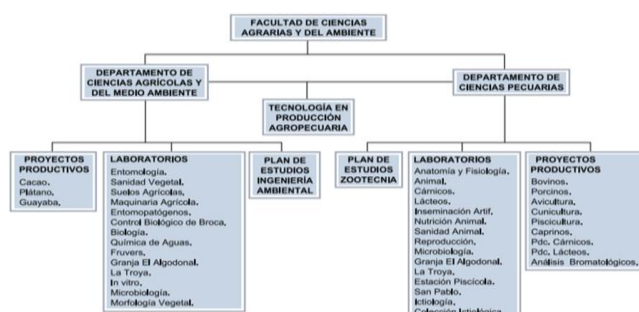 FACULTAD DE CIENCIAS
AGRARIAS Y DEL AMBIENTE
DEPARTAMENTO DE
CIENCIAS AGRÍCOLAS Y
DEL MEDIO AMBIENTE
DEPARTAMENTO DE
CIENCIAS PECUARIAS
TECNOLOGÍA EN
PRODUCCIÓN
AGROPECUARIA
PROYECTOS
PRODUCTIVOS
Cacao.
Plátano.
Guayaba.
LABORATORIOS
Entomología.
Sanidad Vegetal.
Suelos Agrícolas.
Maquinaria Agrícola.
Entomopatógenos.
Control Biológico de Broca.
Biología.
Química de Aguas.
Fruvers.
Granja El Algodonal.
La Troya.
In vitro.
Microbiología.
Morfología Vegetal.
PLAN DE
ESTUDIOS
INGENIERÍA
AMBIENTAL
PLAN DE
ESTUDIOS
ZOOTECNIA
LABORATORIOS
Anatomía y Fisiología.
Animal.
Cárnicos.
Lácteos.
Inseminación Artif.
Nutrición Animal.
Sanidad Animal.
Reproducción.
Microbiología.
Granja El Algodonal.
La Troya.
Estación Piscícola.
San Pablo.
Ictiología.
Colección Ictiológica
PROYECTOS
PRODUCTIVOS
Bovinos.
Porcinos.
Avicultura.
Cunicultura.
Piscicultura.
Caprinos.
Pdc. Cárnicos.
Pdc. Lácteos.
Análisis Bromatológicos.